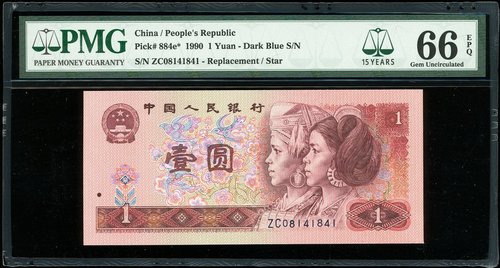 PMG
PAPER MONEY GUARANTY
China / People's Republic
Pick# 884e* 1990 1 Yuan - Dark Blue S/N
S/N ZC08141841 - Replacement / Star
15 YEARS
66 EPQ
Gem Uncirculated
中国人民银行
1
壹圆
1
ZC08141841
1